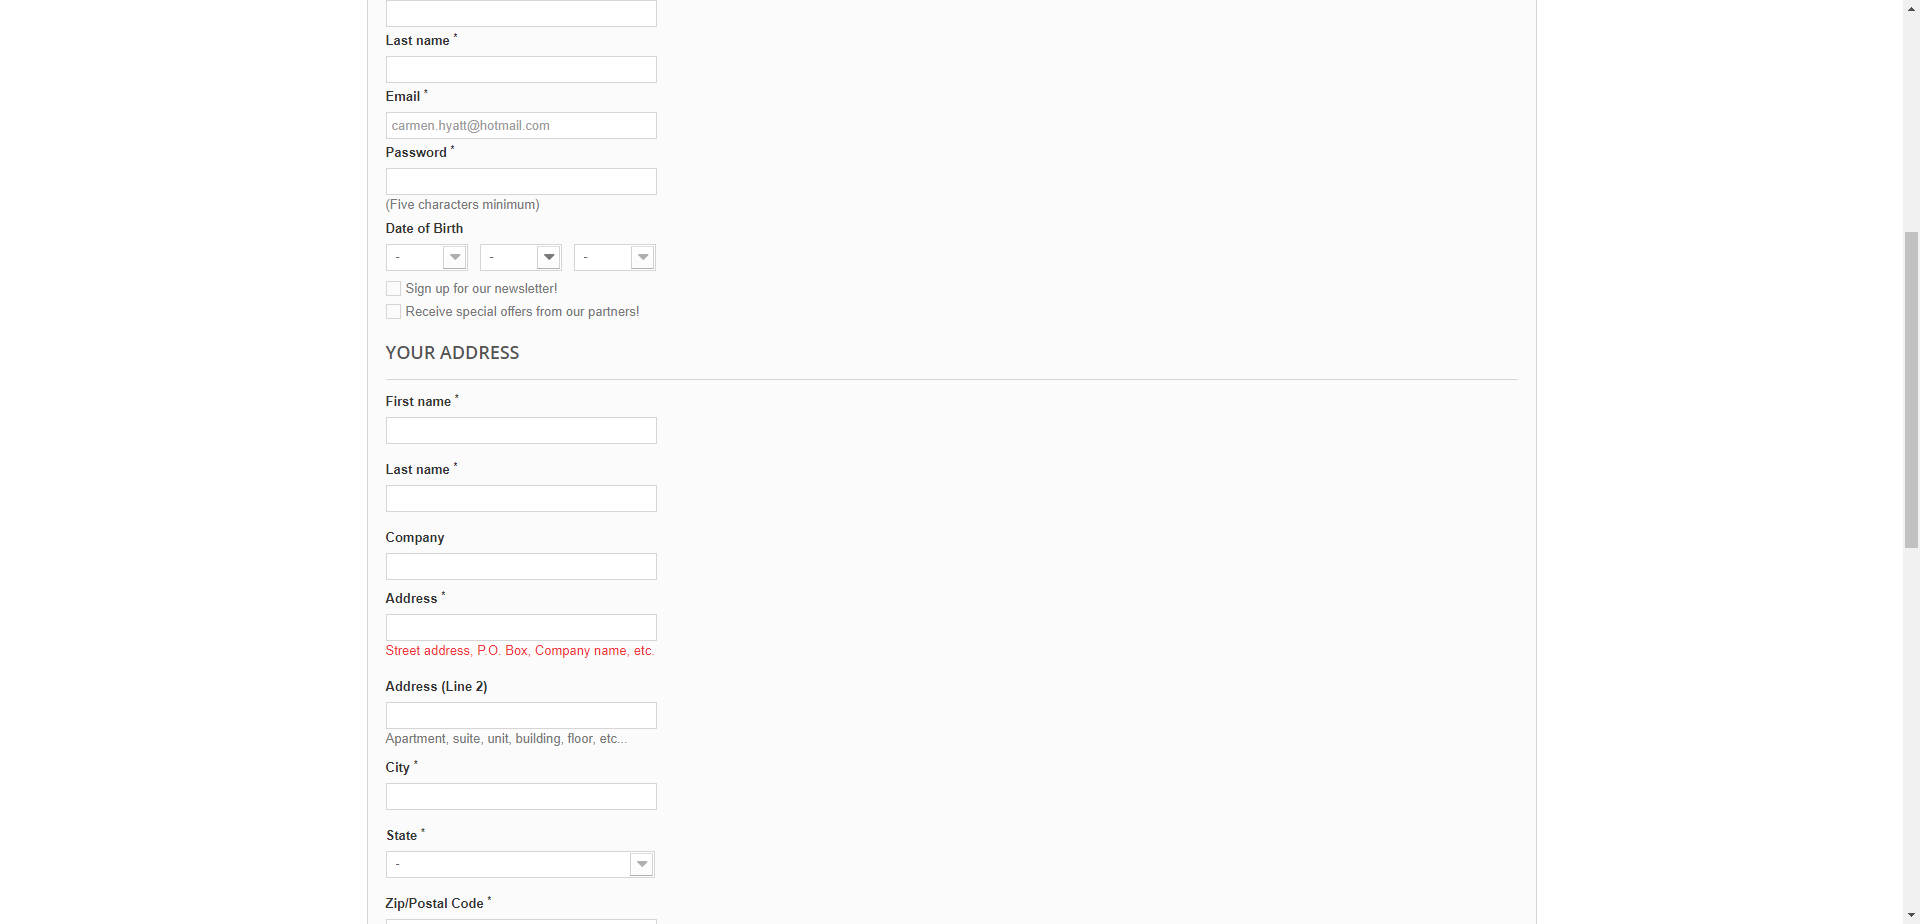 Last name *
Email *
carmen.hyatt@hotmail.com
Password *
(Five characters minimum)
Date of Birth
- - -
Sign up for our newsletter!
Receive special offers from our partners!
YOUR ADDRESS
First name *
Last name *
Company
Address *
Street address, P.O. Box, Company name, etc.
Address (Line 2)
Apartment, suite, unit, building, floor, etc...
City *
State *
-
Zip/Postal Code *